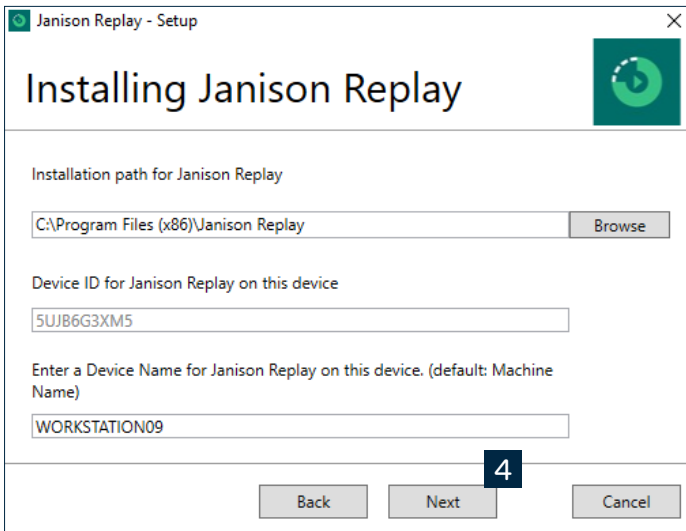 Janison Replay - Setup
Installing Janison Replay
Installation path for Janison Replay
C:\Program Files (x86)\Janison Replay
Browse
Device ID for Janison Replay on this device
5UJB6G3XM5
Enter a Device Name for Janison Replay on this device. (default: Machine
Name)
WORKSTATION09
4
Back
Next
Cancel